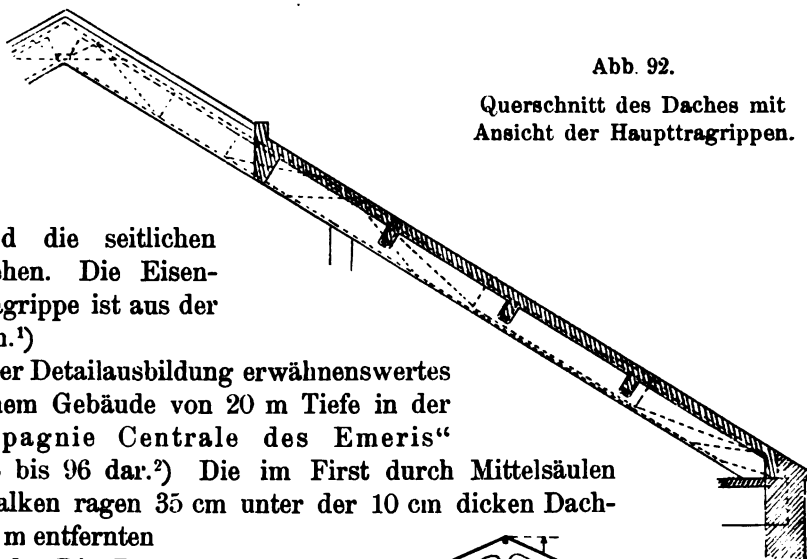 Abb. 92.
Querschnitt des Daches mit
Ansicht der Haupttragrippen.
d die seitlichen
hen. Die Eisen-
grippe ist aus der
n.¹)
er Detailausbildung erwähnenswertes
nem Gebäude von 20 m Tiefe in der
pagnie Centrale des Emeris“
bis 96 dar.²) Die im First durch Mittelsäulen
alken ragen 35 cm unter der 10 cm dicken Dach-
m entfernten